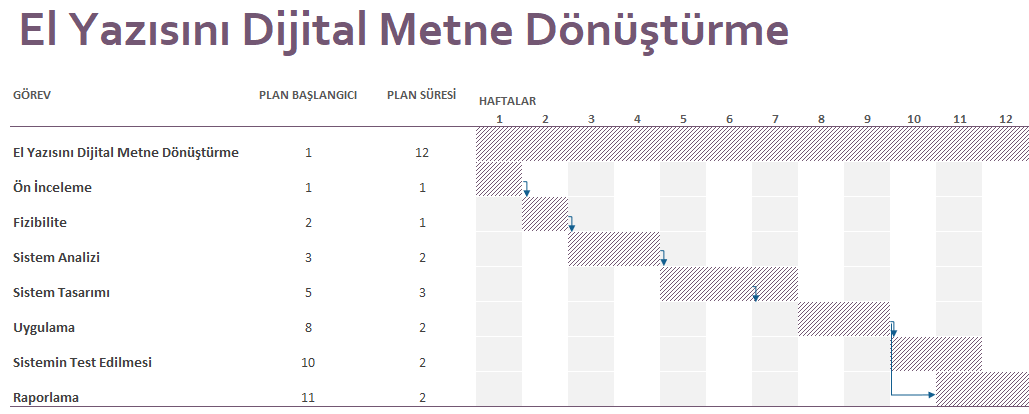 El Yazısını Dijital Metne Dönüştürme
GÖREV PLAN BAŞLANGICI PLAN SÜRESİ HAFTALAR
1 2 3 4 5 6 7 8 9 10 11 12
El Yazısını Dijital Metne Dönüştürme 1 12
Ön İnceleme 1 1
Fizibilite 2 1
Sistem Analizi 3 2
Sistem Tasarımı 5 3
Uygulama 8 2
Sistemin Test Edilmesi 10 2
Raporlama 11 2